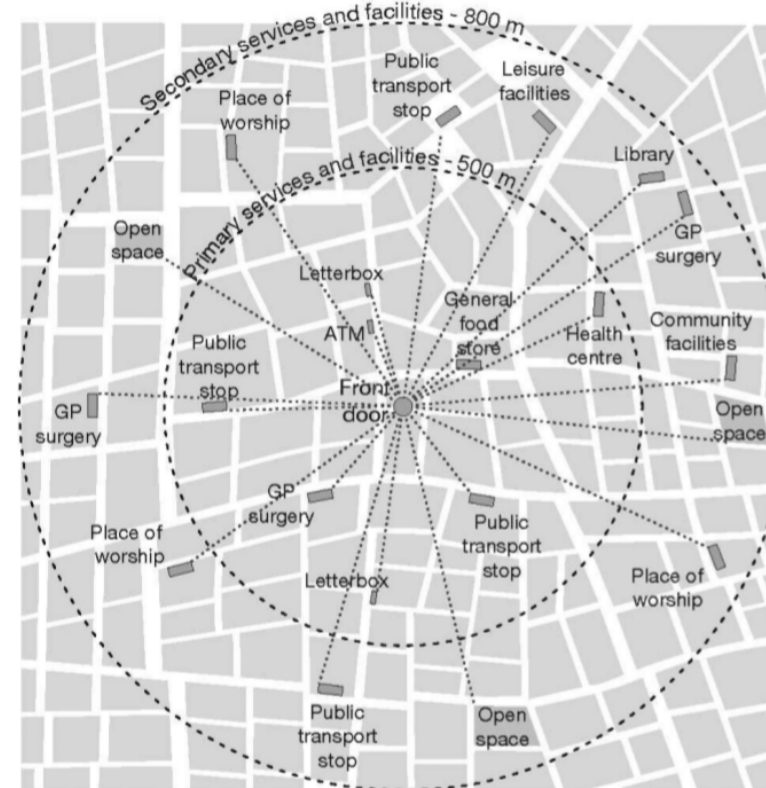 Secondary services and facilities - 800 m
Public
transport
stop
Leisure
facilities
Place of
worship
Primary services and facilities - 500 m
Library
Open
space
GP
surgery
Letterbox
General
food
store
ATM
Health
centre
Community
facilities
Public
transport
stop
Front
door
GP
surgery
Open
space
GP
surgery
Public
transport
stop
Place of
worship
Letterbox
Place of
worship
Public
transport
stop
Open
space